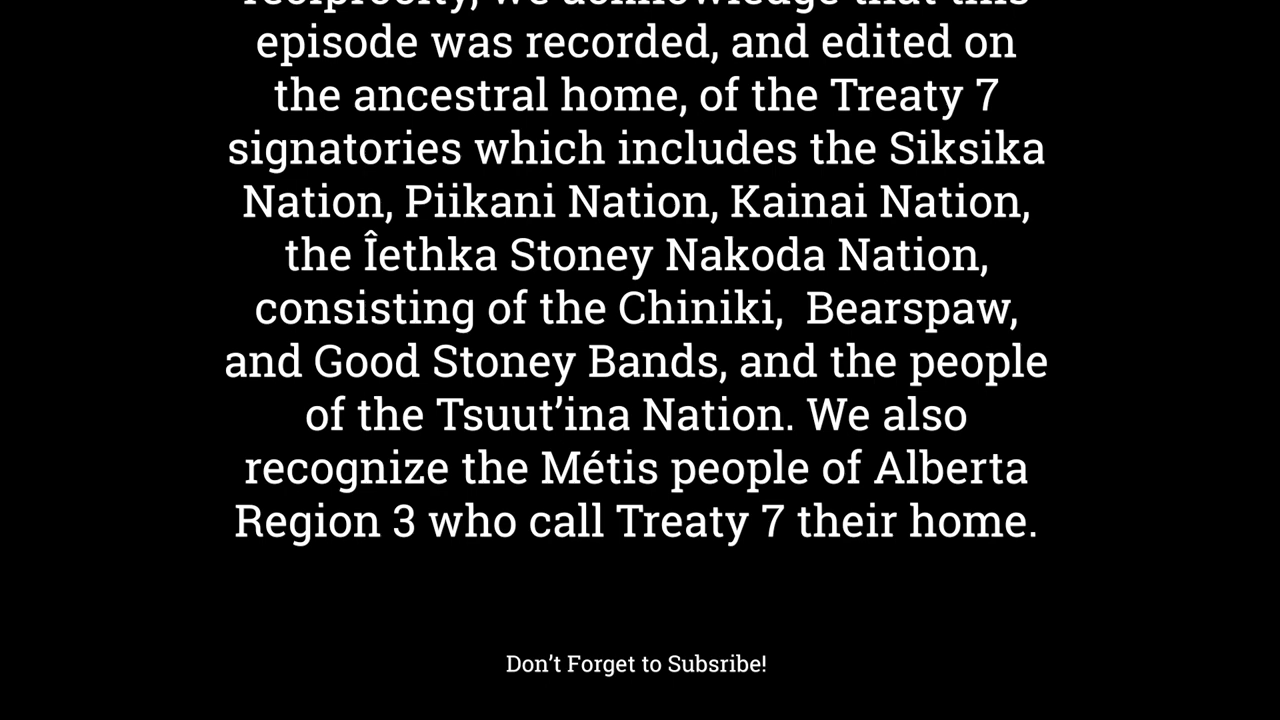 reciprocity, we acknowledge that this
episode was recorded, and edited on
the ancestral home, of the Treaty 7
signatories which includes the Siksika
Nation, Piikani Nation, Kainai Nation,
the Îethka Stoney Nakoda Nation,
consisting of the Chiniki,  Bearspaw,
and Good Stoney Bands, and the people
of the Tsuut’ina Nation. We also
recognize the Métis people of Alberta
Region 3 who call Treaty 7 their home.
Don’t Forget to Subsribe!